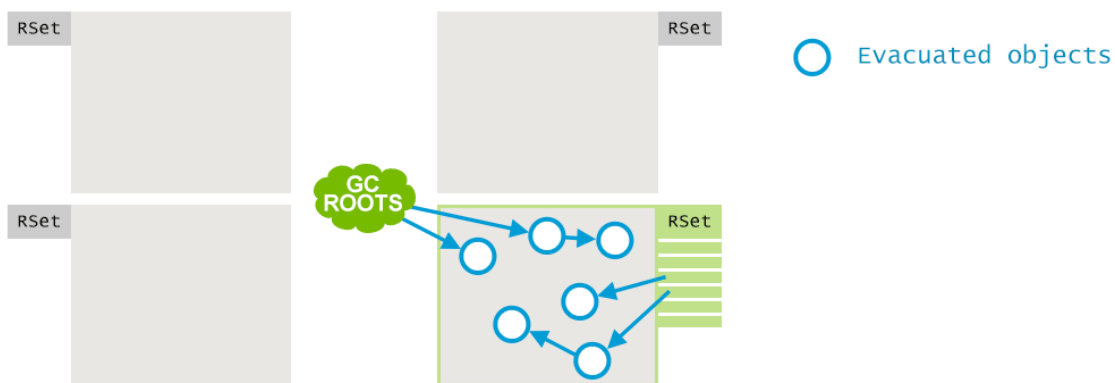 RSet
RSet
Evacuated objects
GC
ROOTS
RSet
RSet